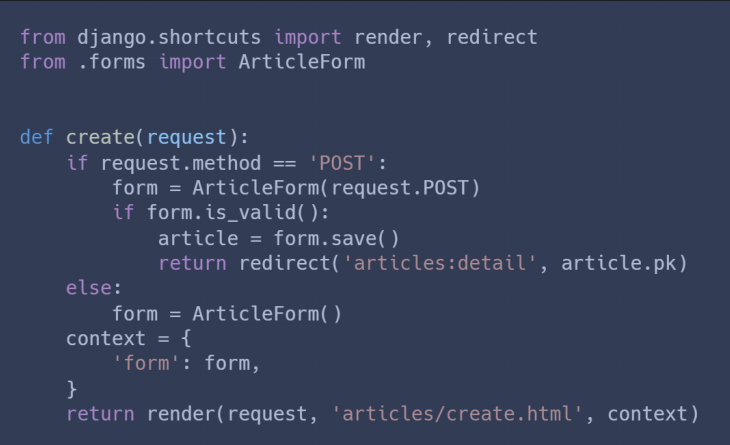 from django.shortcuts import render, redirect
from .forms import ArticleForm


def create(request):
    if request.method == 'POST':
        form = ArticleForm(request.POST)
        if form.is_valid():
            article = form.save()
            return redirect('articles:detail', article.pk)
    else:
        form = ArticleForm()
    context = {
        'form': form,
    }
    return render(request, 'articles/create.html', context)